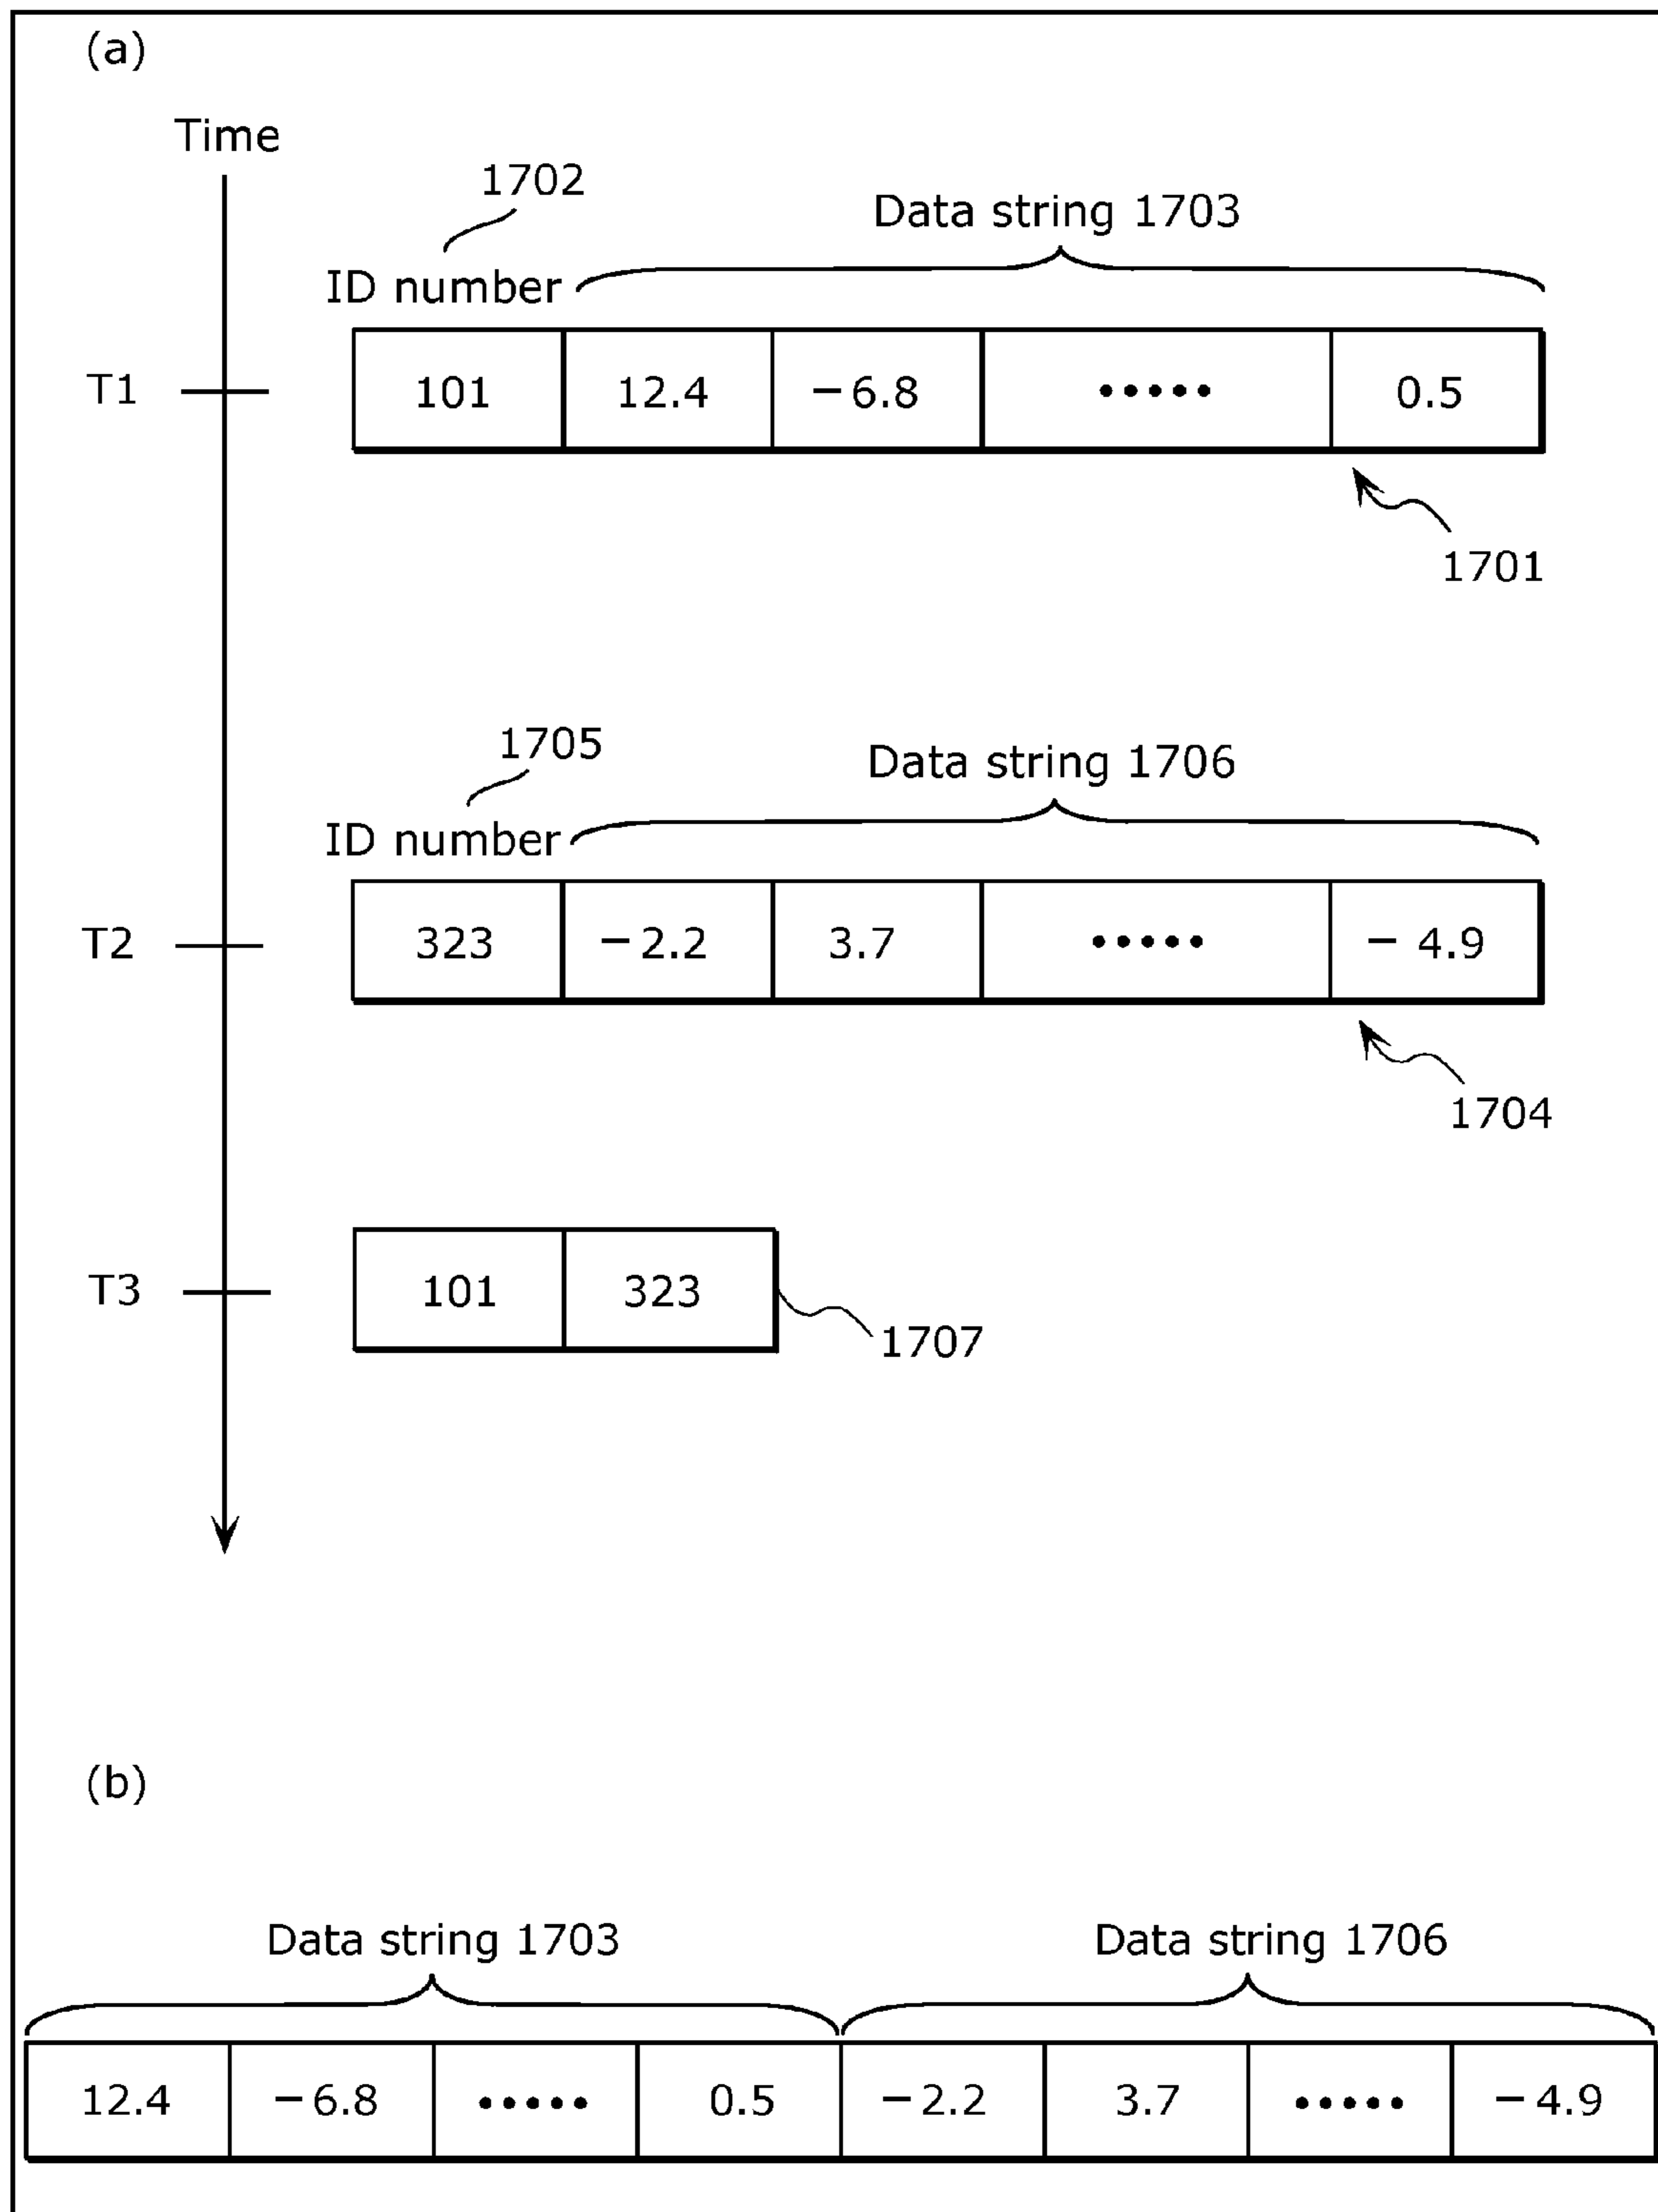 (a)
Time
1702
Data string 1703
ID number
T1 101 12.4 −6.8 ••••• 0.5
1701
1705
Data string 1706
ID number
T2 323 −2.2 3.7 ••••• − 4.9
1704
T3 101 323
1707
(b)
Data string 1703 Data string 1706
12.4 −6.8 ••••• 0.5 −2.2 3.7 ••••• −4.9